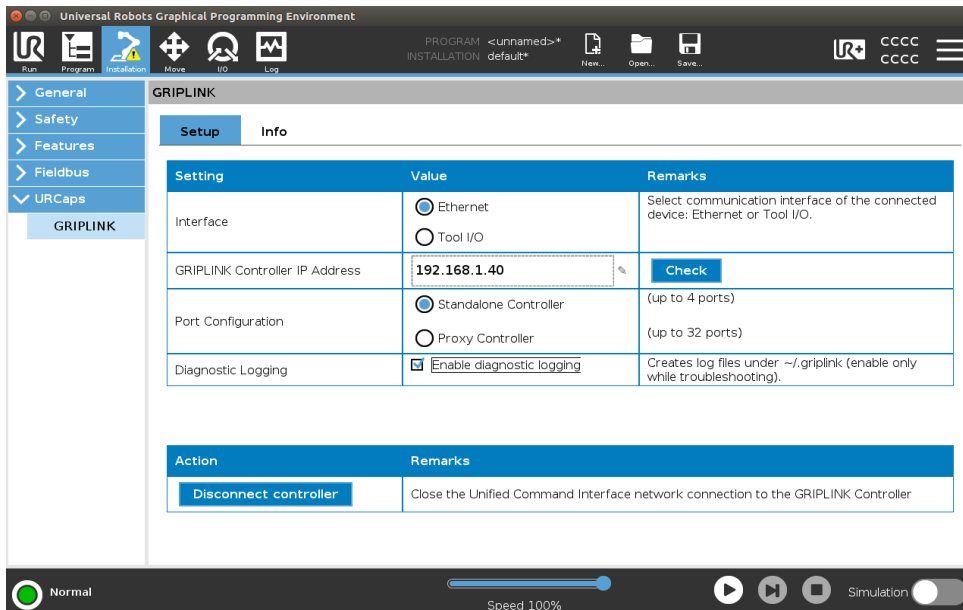 Universal Robots Graphical Programming Environment
PROGRAM <unnamed>*
INSTALLATION default*
Run Program Installation Move I/O Log New... Open... Save...
UR+
CCCC
CCCC
General
Safety
Features
Fieldbus
URCaps
GRIPLINK
GRIPLINK
Setup Info
Setting Value Remarks
Interface
Ethernet
Tool I/O
Select communication interface of the connected
device: Ethernet or Tool I/O.
GRIPLINK Controller IP Address 192.168.1.40 Check
Port Configuration
Standalone Controller (up to 4 ports)
Proxy Controller (up to 32 ports)
Diagnostic Logging Enable diagnostic logging
Creates log files under ~/.griplink (enable only
while troubleshooting).
Action Remarks
Disconnect controller Close the Unified Command Interface network connection to the GRIPLINK Controller
Normal
Speed 100%
Simulation